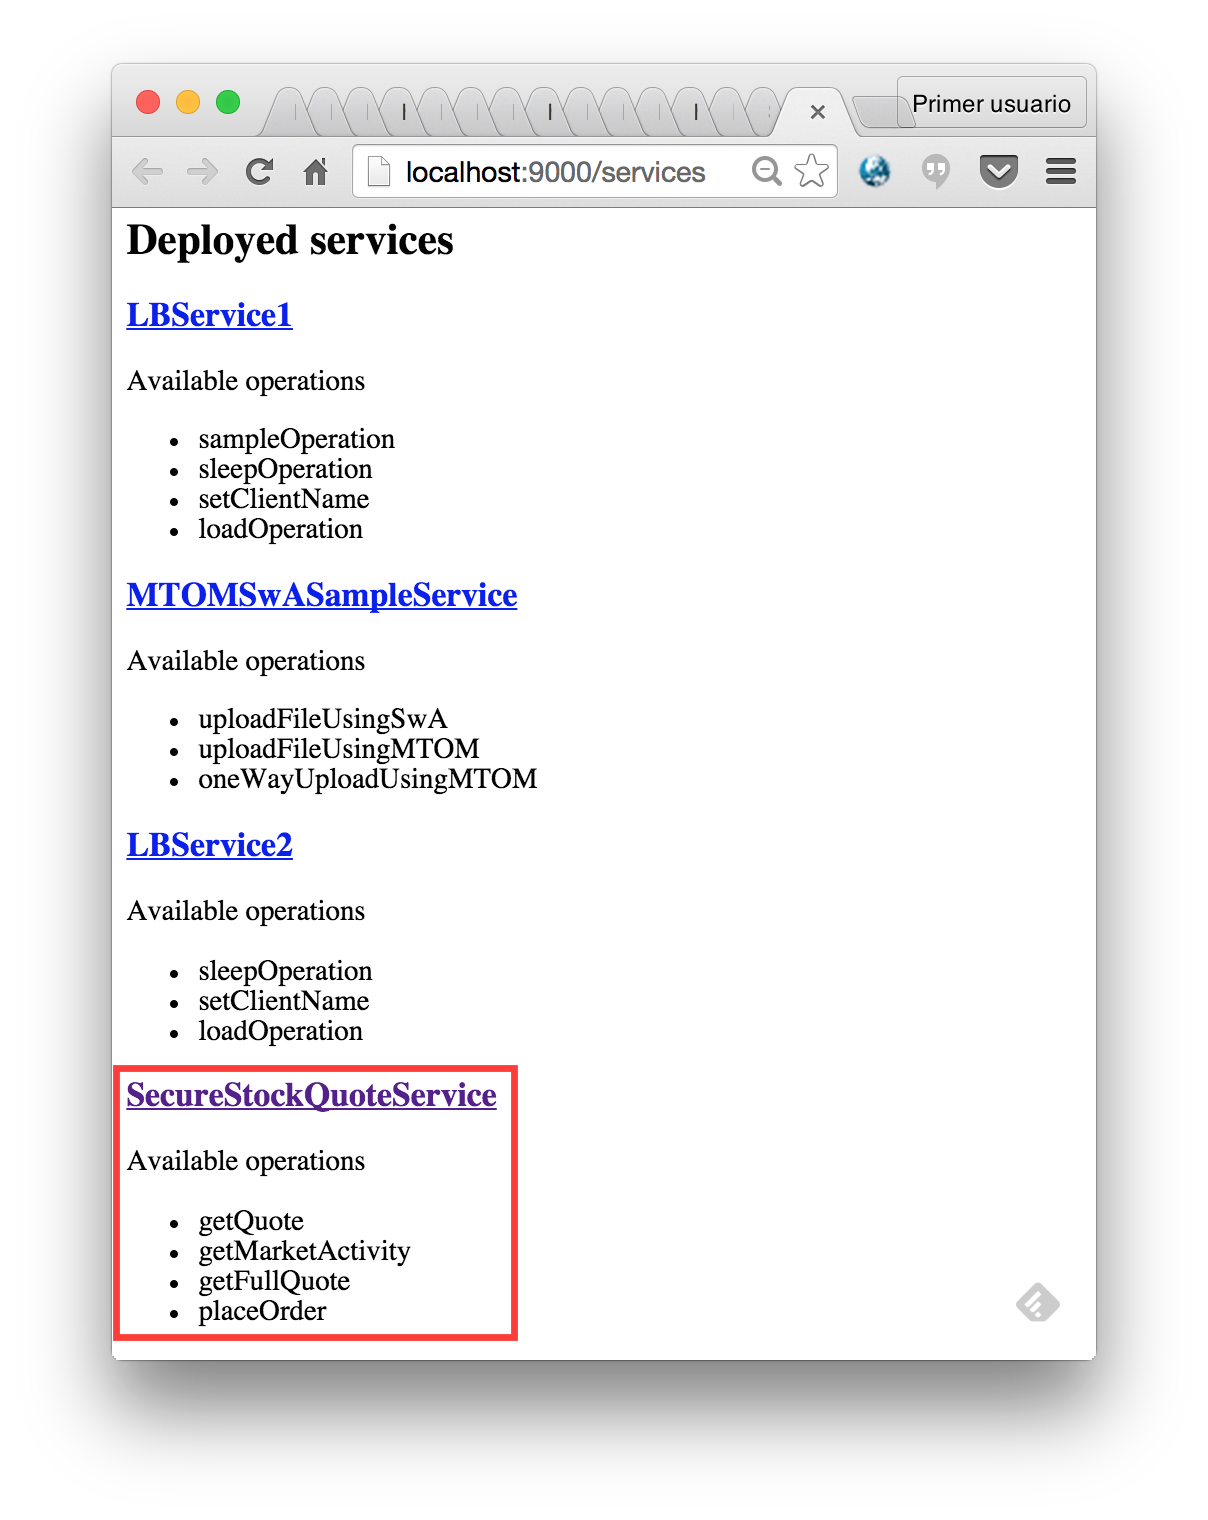 Primer usuario
localhost:9000/services
Deployed services
LBService1
Available operations
sampleOperation
sleepOperation
setClientName
loadOperation
MTOMSwASampleService
Available operations
uploadFileUsingSwA
uploadFileUsingMTOM
oneWayUploadUsingMTOM
LBService2
Available operations
sleepOperation
setClientName
loadOperation
SecureStockQuoteService
Available operations
getQuote
getMarketActivity
getFullQuote
placeOrder